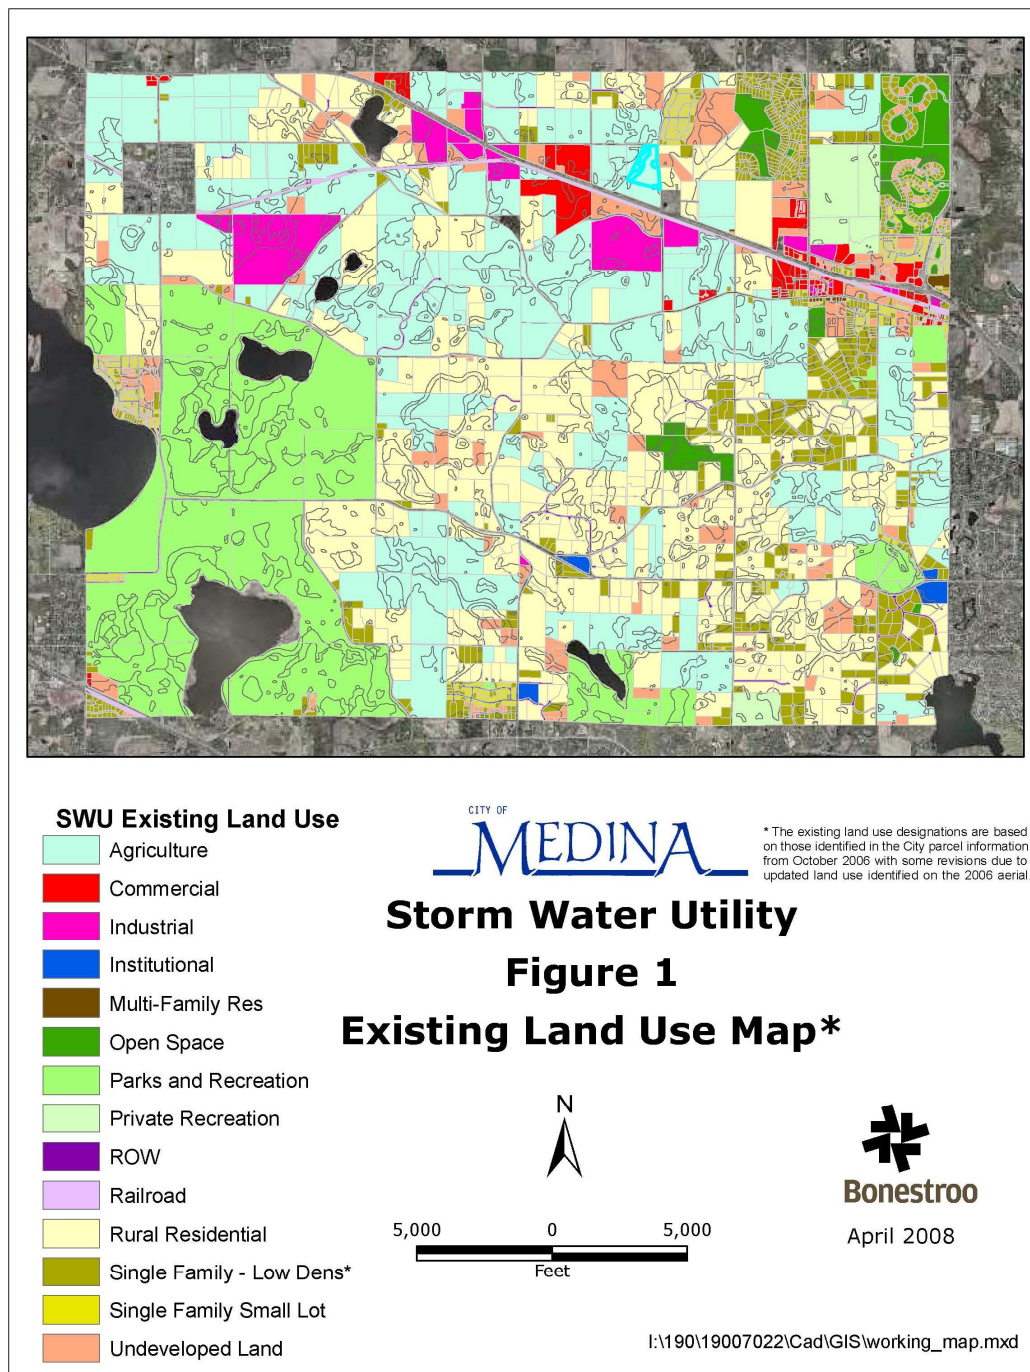 SWU Existing Land Use
Agriculture
Commercial
Industrial
Institutional
Multi-Family Res
Open Space
Parks and Recreation
Private Recreation
ROW
Railroad
Rural Residential
Single Family - Low Dens*
Single Family Small Lot
Undeveloped Land
CITY OF
MEDINA
* The existing land use designations are based
on those identified in the City parcel information
from October 2006 with some revisions due to
updated land use identified on the 2006 aerial
Storm Water Utility
Figure 1
Existing Land Use Map*
N
5,000 0 5,000
Feet
Bonestroo
April 2008
I:\190\19007022\Cad\GIS\working_map.mxd